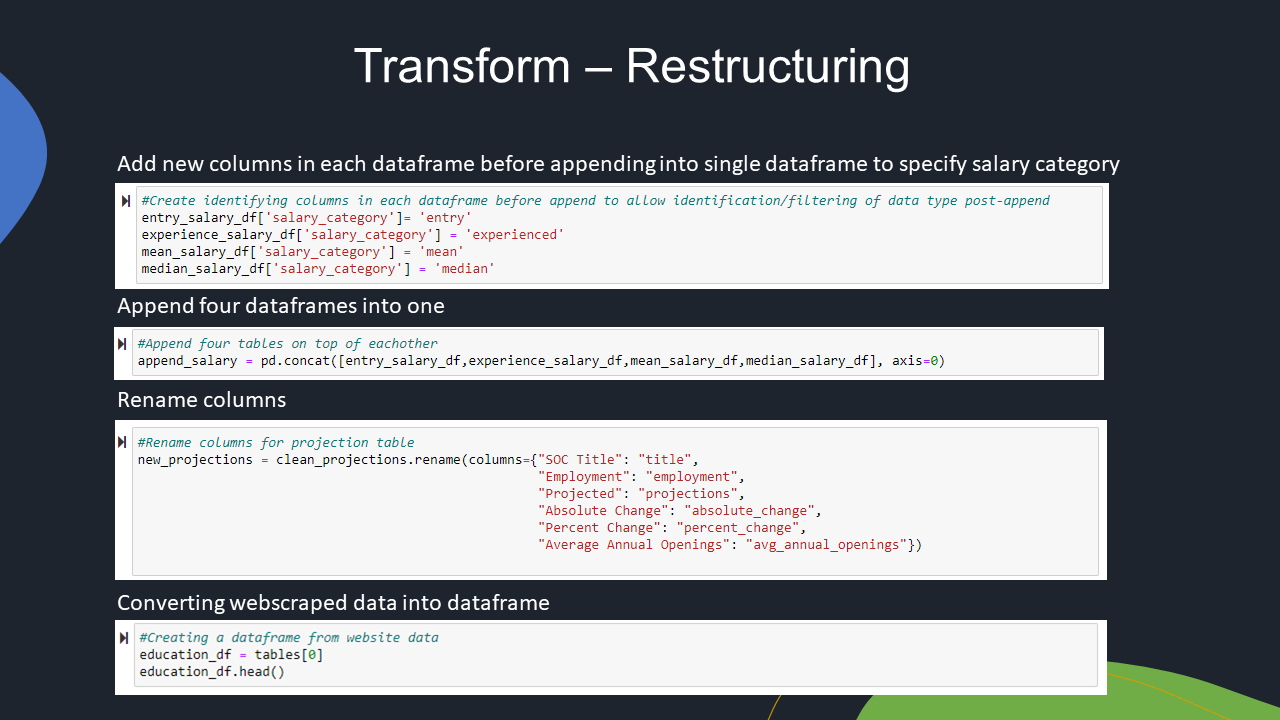 Transform – Restructuring
Add new columns in each dataframe before appending into single dataframe to specify salary category
#Create identifying columns in each dataframe before append to allow identification/filtering of data type post-append
entry_salary_df['salary_category']= 'entry'
experience_salary_df['salary_category'] = 'experienced'
mean_salary_df['salary_category'] = 'mean'
median_salary_df['salary_category'] = 'median'
Append four dataframes into one
#Append four tables on top of eachother
append_salary = pd.concat([entry_salary_df,experience_salary_df,mean_salary_df,median_salary_df], axis=0)
Rename columns
#Rename columns for projection table
new_projections = clean_projections.rename(columns={"SOC Title": "title",
"Employment": "employment",
"Projected": "projections",
"Absolute Change": "absolute_change",
"Percent Change": "percent_change",
"Average Annual Openings": "avg_annual_openings"})
Converting webscraped data into dataframe
#Creating a dataframe from website data
education_df = tables[0]
education_df.head()